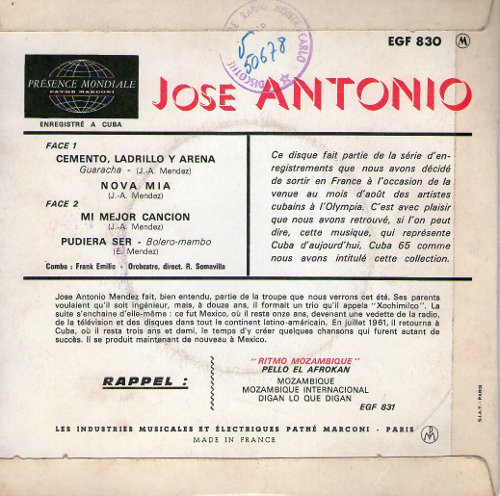 EGF 830 M
RADIO MONTE CARLO
DISCOTHE
V
50678
PRÉSENCE MONDIALE
PATHÉ MARCONI
JOSE ANTONIO
ENREGISTRÉ A CUBA
FACE 1
CEMENTO, LADRILLO Y ARENA
Guaracha - (J.-A. Mendez)
NOVA MIA
(J.-A. Mendez)
FACE 2
MI MEJOR CANCION
(J.-A. Mendez)
PUDIERA SER - Bolero-mambo
(E. Mendez)
Combo : Frank Emilio - Orchestre, direct. R. Somavilla
Ce disque fait partie de la série d'en-
registrements que nous avons décidé
de sortir en France à l'occasion de la
venue au mois d'août des artistes
cubains à l'Olympia. C'est avec plaisir
que nous avons retrouvé, si l'on peut
dire, cette musique, qui représente
Cuba d'aujourd'hui, Cuba 65 comme
nous avons intitulé cette collection.
Jose Antonio Mendez fait, bien entendu, partie de la troupe que nous verrons cet été. Ses parents
voulaient qu'il soit ingénieur, mais, à douze ans, il formait un trio qu'il appela "Xochimilco". La
suite s'enchaine d'elle-même : ce fut Mexico, où il resta onze ans, devenant une vedette de la radio,
de la télévision et des disques dans tout le continent latino-américain. En juillet 1961, il retourna à
Cuba, où il resta trois ans et demi, le temps d'y créer quelques chansons qui furent autant de
succès. Il se produit maintenant de nouveau à Mexico.
RAPPEL :
"RITMO MOZAMBIQUE"
PELLO EL AFROKAN
MOZAMBIQUE
MOZAMBIQUE INTERNACIONAL
DIGAN LO QUE DIGAN
EGF 831
LES INDUSTRIES MUSICALES ET ÉLECTRIQUES PATHÉ MARCONI - PARIS
MADE IN FRANCE
S.I.A.T. - PARIS